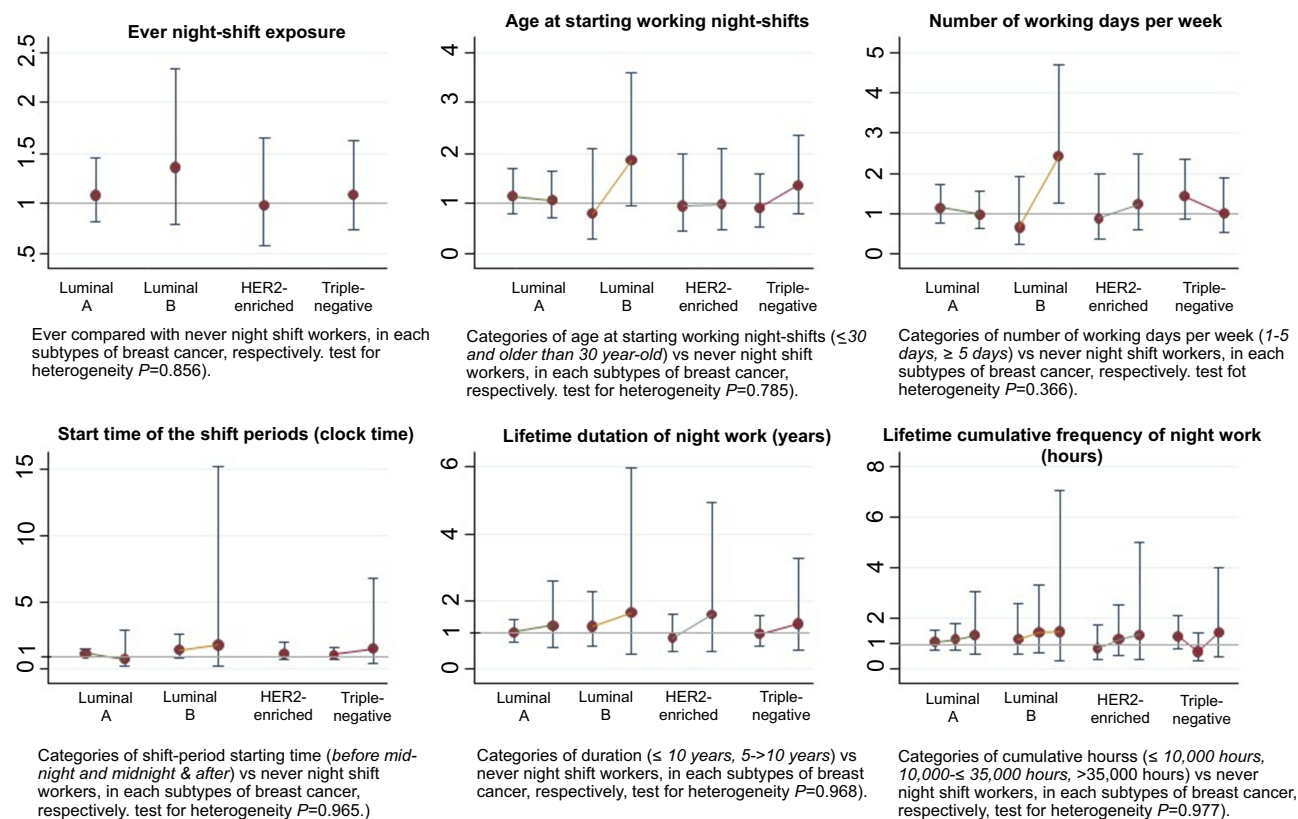 Ever night-shift exposure
2.5
2
1.5
1
.5
Luminal A
Luminal B
HER2-enriched
Triple-negative
Ever compared with never night shift workers, in each
subtypes of breast cancer, respectively. test for
heterogeneity P=0.856).
Age at starting working night-shifts
4
3
2
1
0
Luminal A
Luminal B
HER2-enriched
Triple-negative
Categories of age at starting working night-shifts (≤30
and older than 30 year-old) vs never night shift
workers, in each subtypes of breast cancer,
respectively. test for heterogeneity P=0.785).
Number of working days per week
5
4
3
2
1
0
Luminal A
Luminal B
HER2-enriched
Triple-negative
Categories of number of working days per week (1-5
days, ≥ 5 days) vs never night shift workers, in each
subtypes of breast cancer, respectively. test fot
heterogeneity P=0.366).
Start time of the shift periods (clock time)
15
10
5
1
0
Luminal A
Luminal B
HER2-enriched
Triple-negative
Categories of shift-period starting time (before mid-
night and midnight & after) vs never night shift
workers, in each subtypes of breast cancer,
respectively. test for heterogeneity P=0.965.)
Lifetime dutation of night work (years)
6
4
2
1
0
Luminal A
Luminal B
HER2-enriched
Triple-negative
Categories of duration (≤ 10 years, 5->10 years) vs
never night shift workers, in each subtypes of breast
cancer, respectively, test for heterogeneity P=0.968).
Lifetime cumulative frequency of night work
(hours)
8
6
4
2
1
0
Luminal A
Luminal B
HER2-enriched
Triple-negative
Categories of cumulative hourss (≤ 10,000 hours,
10,000-≤ 35,000 hours, >35,000 hours) vs never
night shift workers, in each subtypes of breast cancer,
respectively, test for heterogeneity P=0.977).